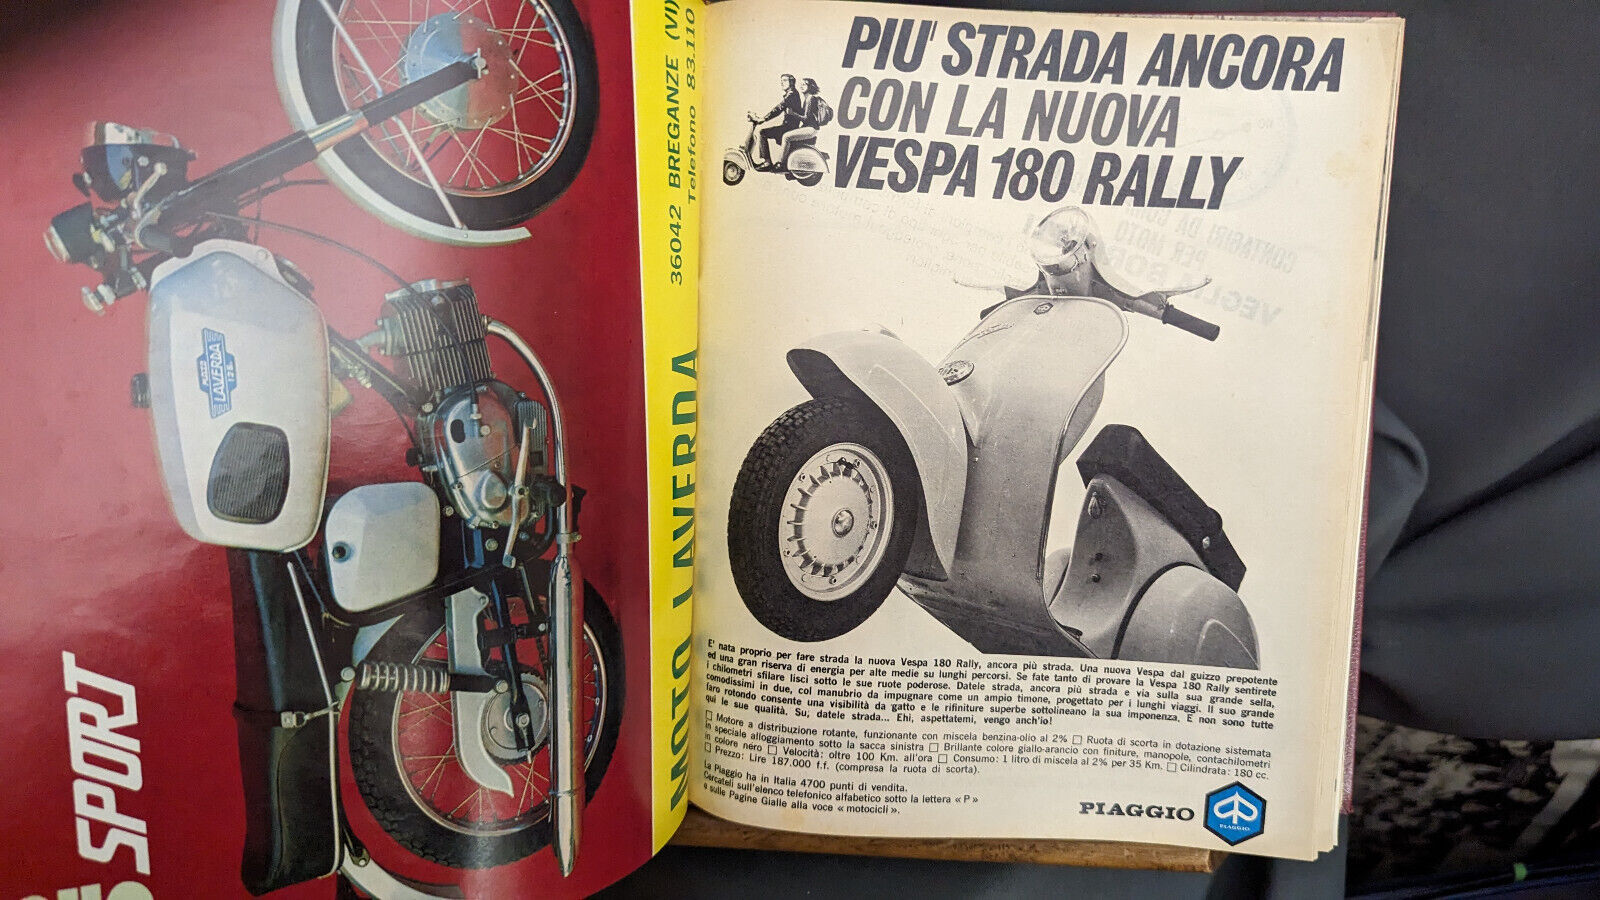 MOTO
LAVERDA
125
SPORT
MOTO LAVERDA
36042 BREGANZE (VI)
Telefono 83.110
PIU' STRADA ANCORA
CON LA NUOVA
VESPA 180 RALLY
E' nata proprio per fare strada la nuova Vespa 180 Rally, ancora più strada. Una nuova Vespa dal guizzo prepotente
ed una gran riserva di energia per alte medie su lunghi percorsi. Se fate tanto di provare la Vespa 180 Rally sentirete
i chilometri sfilare lisci sotto le sue ruote poderose. Datele strada, ancora più strada e via sulla sua grande sella,
comodissimi in due, col manubrio da impugnare come un ampio timone, progettato per i lunghi viaggi. Il suo grande
faro rotondo consente una visibilità da gatto e le rifiniture superbe sottolineano la sua imponenza. E non sono tutte
qui le sue qualità. Su, datele strada... Ehi, aspettatemi, vengo anch'io!
□ Motore a distribuzione rotante, funzionante con miscela benzina-olio al 2% □ Ruota di scorta in dotazione sistemata
in speciale alloggiamento sotto la sacca sinistra □ Brillante colore giallo-arancio con finiture, manopole, contachilometri
in colore nero □ Velocità: oltre 100 Km. all'ora □ Consumo: 1 litro di miscela al 2% per 35 Km. □ Cilindrata: 180 cc.
□ Prezzo: Lire 187.000 f.f. (compresa la ruota di scorta).
La Piaggio ha in Italia 4700 punti di vendita.
Cercateli sull'elenco telefonico alfabetico sotto la lettera « P »
e sulle Pagine Gialle alla voce « motocicli ».
PIAGGIO
PIAGGIO